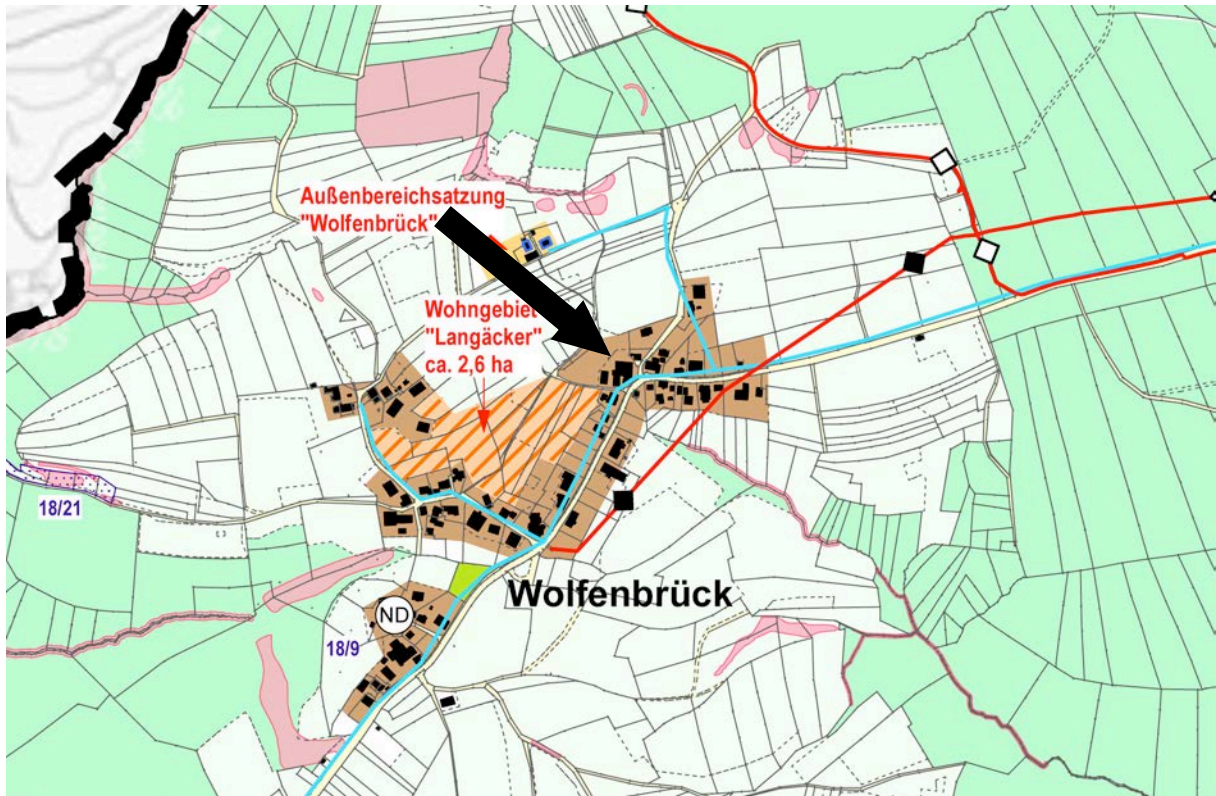 Außenbereichsatzung
"Wolfenbrück"
Wohngebiet
"Langäcker"
ca. 2,6 ha
18/21
Wolfenbrück
ND
18/9